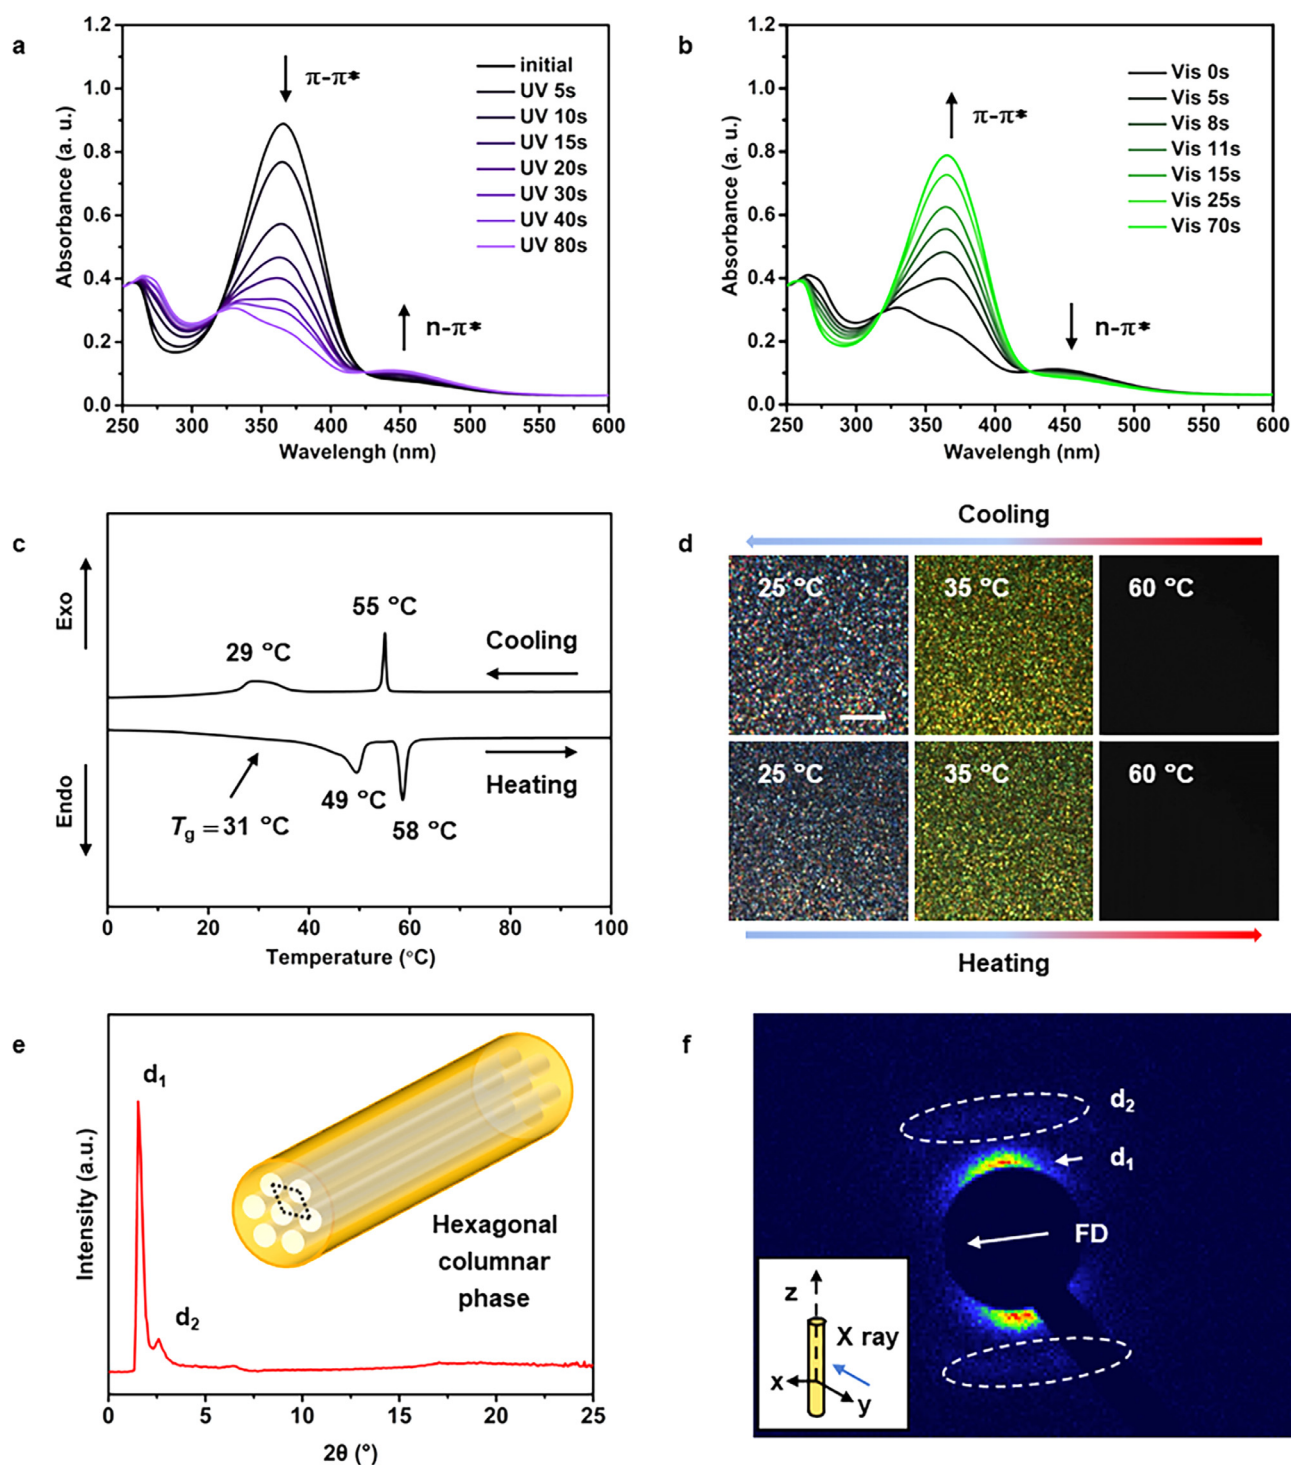 a
1.2
1.0
0.8
0.6
0.4
0.2
0.0
250 300 350 400 450 500 550 600
Absorbance (a. u.)
Wavelengh (nm)
π-π*
n-π*
initial
UV 5s
UV 10s
UV 15s
UV 20s
UV 30s
UV 40s
UV 80s
b
1.2
1.0
0.8
0.6
0.4
0.2
0.0
250 300 350 400 450 500 550 600
Absorbance (a. u.)
Wavelengh (nm)
π-π*
n-π*
Vis 0s
Vis 5s
Vis 8s
Vis 11s
Vis 15s
Vis 25s
Vis 70s
c
Exo
Endo
55 °C
29 °C
Cooling
Heating
49 °C
58 °C
Tg = 31 °C
0 20 40 60 80 100
Temperature (°C)
d
Cooling
25 °C 35 °C 60 °C
25 °C 35 °C 60 °C
Heating
e
d1
d2
Hexagonal
columnar
phase
Intensity (a.u.)
0 5 10 15 20 25
2θ (°)
f
d2
d1
FD
z
X ray
x
y